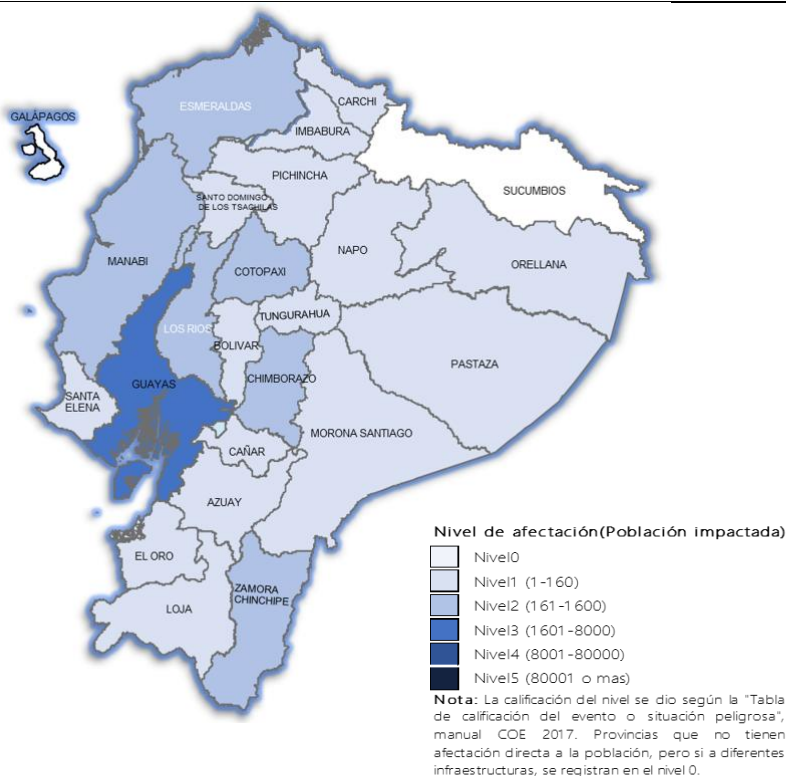 ESMERALDAS
CARCHI
GALÁPAGOS
IMBABURA
PICHINCHA
SUCUMBIOS
SANTO DOMINGO
DE LOS TSACHILAS
NAPO
MANABI
ORELLANA
COTOPAXI
TUNGURAHUA
LOS RIOS
BOLIVAR
PASTAZA
CHIMBORAZO
GUAYAS
SANTA
ELENA
MORONA SANTIAGO
CAÑAR
AZUAY
EL ORO
ZAMORA
CHINCHIPE
LOJA
Nivel de afectación(Población impactada)
Nivel0
Nivel1 (1-160)
Nivel2 (161-1600)
Nivel3 (1601-8000)
Nivel4 (8001-80000)
Nivel5 (80001 o mas)
Nota: La calificación del nivel se dio según la "Tabla
de calificación del evento o situación peligrosa",
manual COE 2017. Provincias que no tienen
afectación directa a la población, pero si a diferentes
infraestructuras, se registran en el nivel 0.